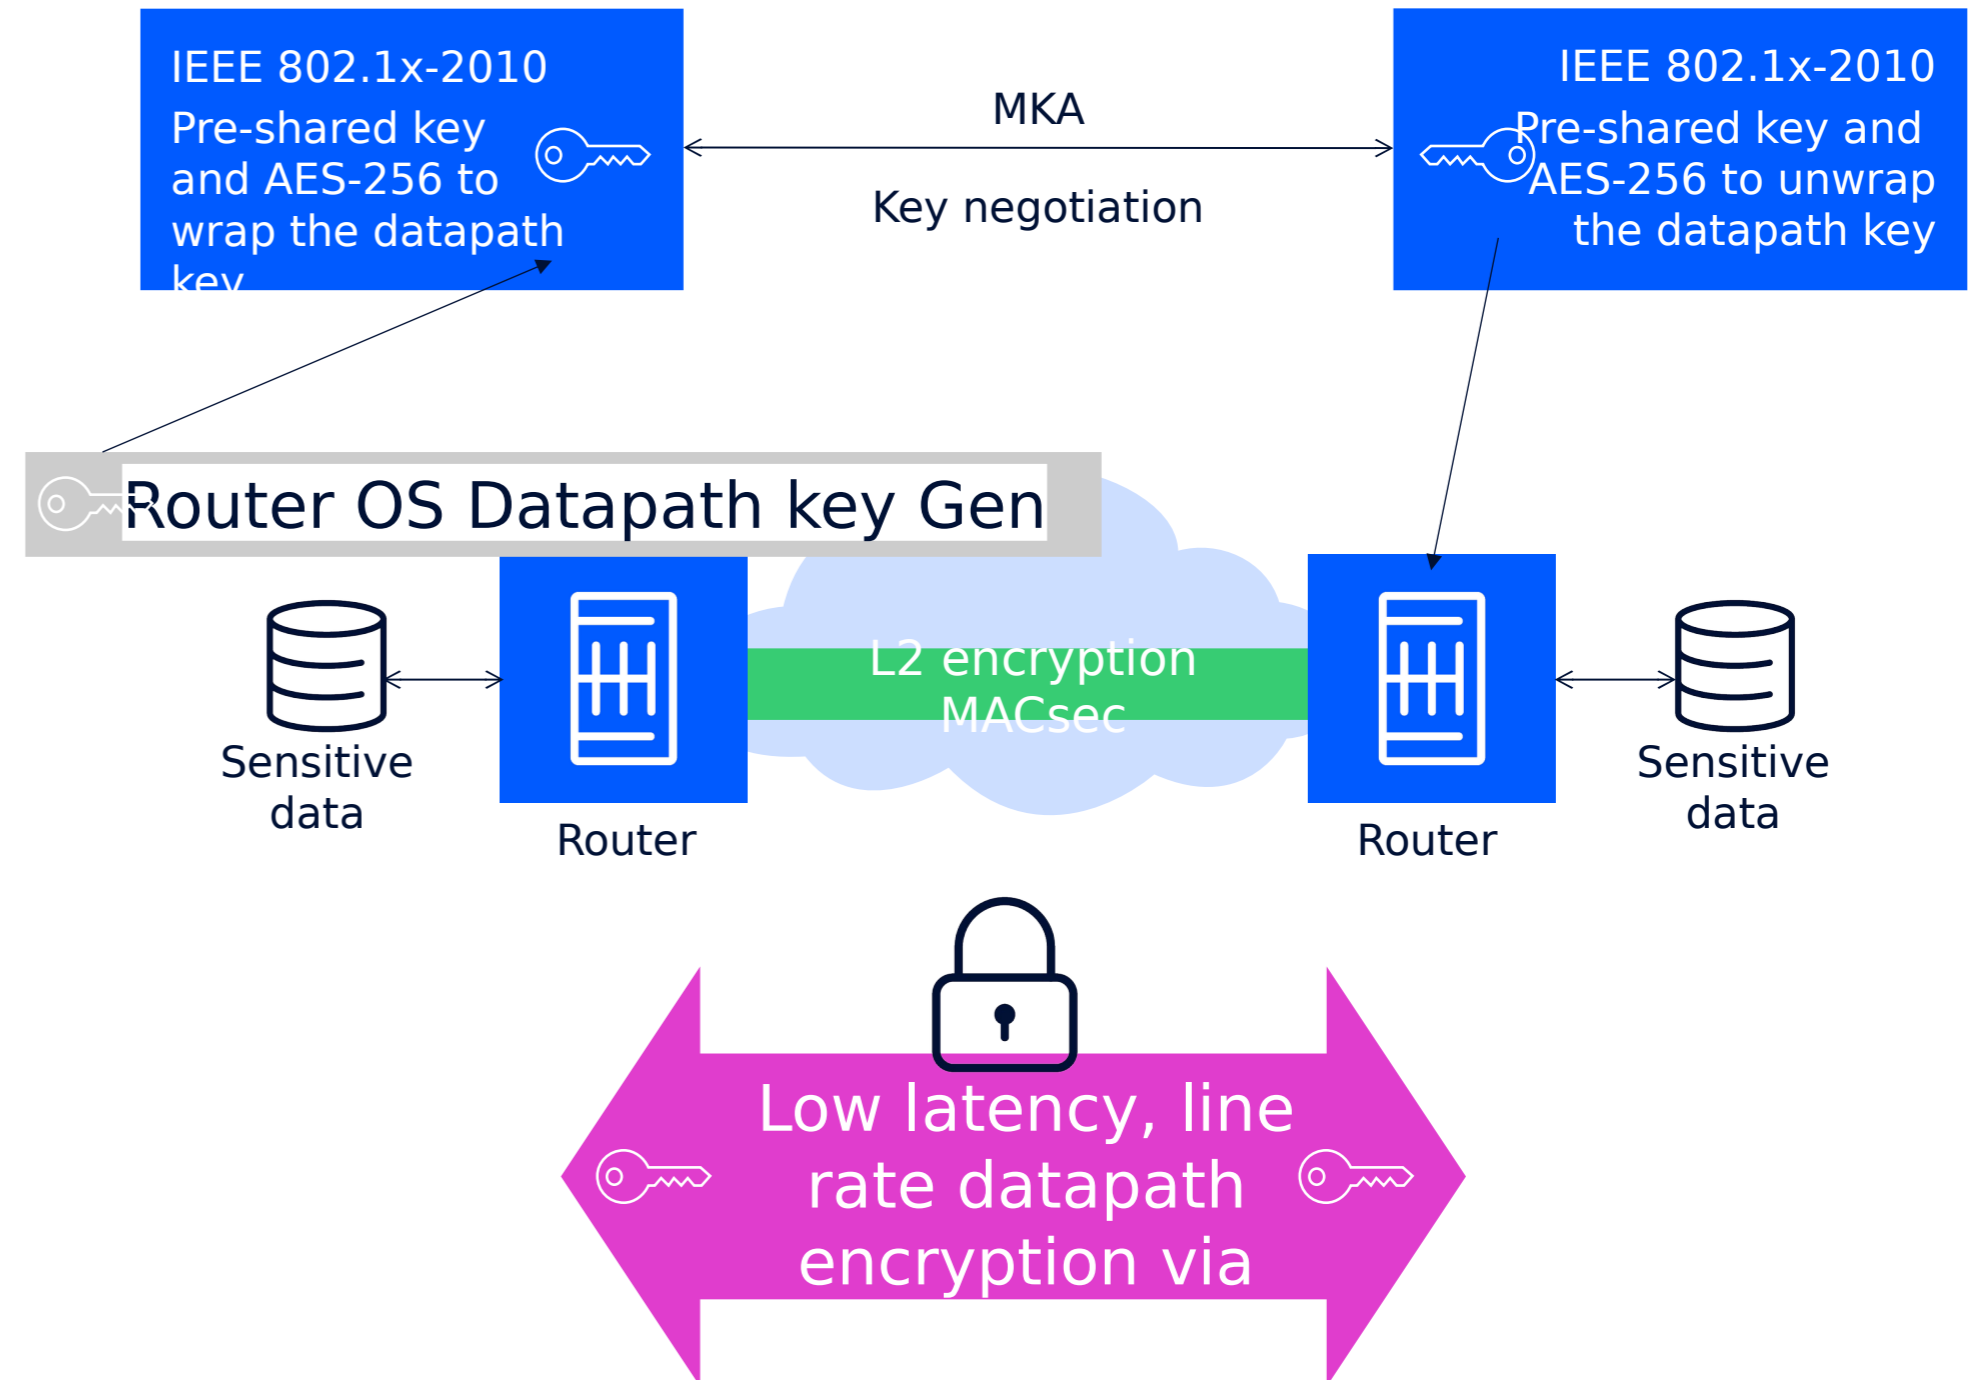 IEEE 802.1x-2010
Pre-shared key
and AES-256 to
wrap the datapath
key
MKA
Key negotiation
IEEE 802.1x-2010
Pre-shared key and
AES-256 to unwrap
the datapath key
Router OS Datapath key Gen
L2 encryption
MACsec
Sensitive
data
Router
Router
Sensitive
data
Low latency, line
rate datapath
encryption via